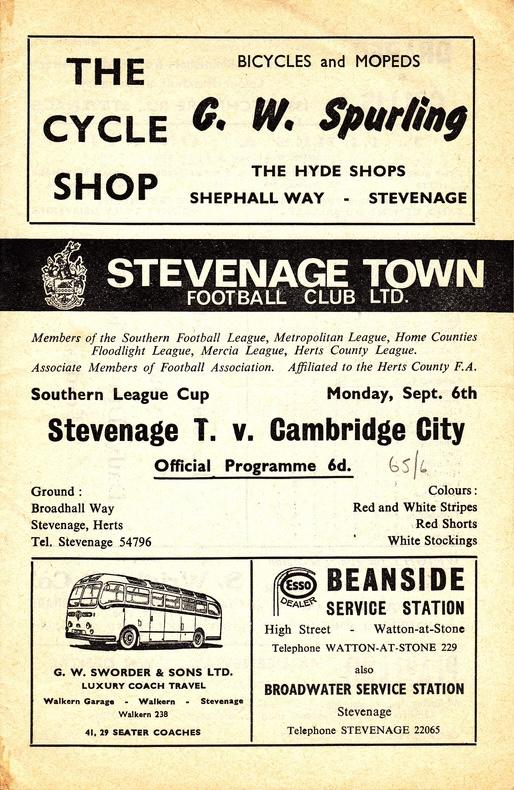 THE
CYCLE
SHOP
BICYCLES and MOPEDS
G. W. Spurling
THE HYDE SHOPS
SHEPHALL WAY - STEVENAGE
STEVENAGE TOWN
FOOTBALL CLUB LTD.
Members of the Southern Football League, Metropolitan League, Home Counties
Floodlight League, Mercia League, Herts County League.
Associate Members of Football Association. Affiliated to the Herts County F.A.
Southern League Cup Monday, Sept. 6th
Stevenage T. v. Cambridge City
Official Programme 6d. 65/6
Ground :
Broadhall Way
Stevenage, Herts
Tel. Stevenage 54796
Colours :
Red and White Stripes
Red Shorts
White Stockings
G. W. SWORDER & SONS LTD.
LUXURY COACH TRAVEL
Walkern Garage - Walkern - Stevenage
Walkern 238
41, 29 SEATER COACHES
Esso
DEALER
BEANSIDE
SERVICE STATION
High Street - Watton-at-Stone
Telephone WATTON-AT-STONE 229
also
BROADWATER SERVICE STATION
Stevenage
Telephone STEVENAGE 22065